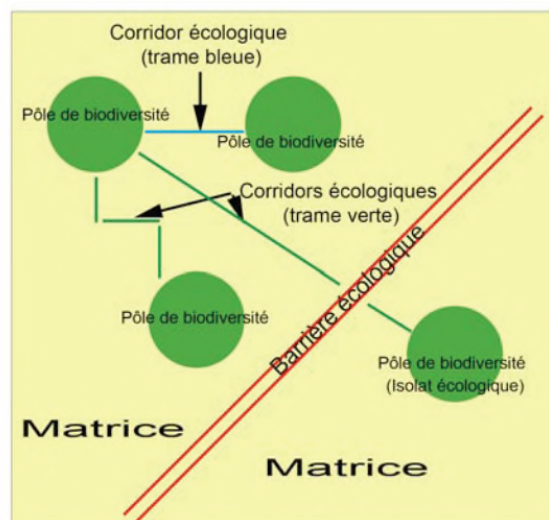 Corridor écologique
(trame bleue)
Pôle de biodiversité
Pôle de biodiversité
Corridors écologiques
(trame verte)
Barrière écologique
Pôle de biodiversité
Pôle de biodiversité
(Isolat écologique)
Matrice
Matrice